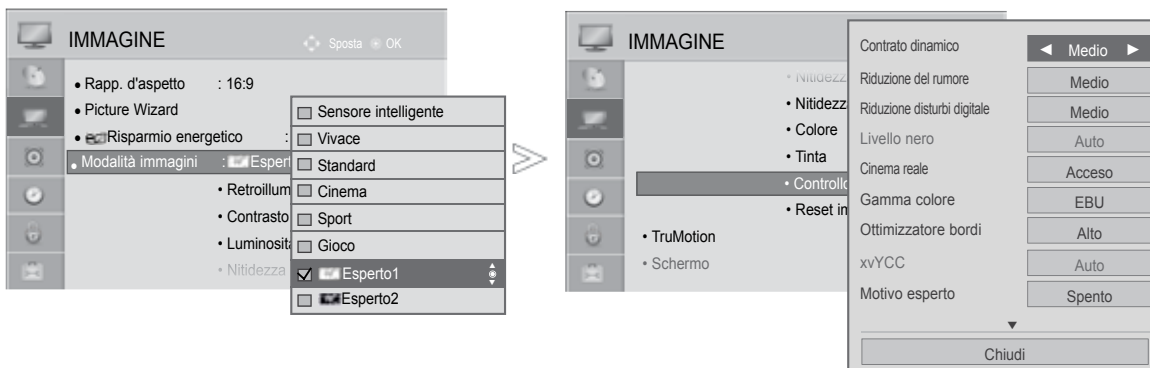 IMMAGINE
Sposta OK
• Rapp. d'aspetto : 16:9
• Picture Wizard
• Risparmio energetico :
• Modalità immagini : Espert
• Retroillum
• Contrasto
• Luminosità
• Nitidezza
Sensore intelligente
Vivace
Standard
Cinema
Sport
Gioco
Esperto1
Esperto2
IMMAGINE
• Nitidezz
• Nitidezz
• Colore
• Tinta
• Controllo
• Reset im
• TruMotion
• Schermo
Contrato dinamico ◄ Medio ►
Riduzione del rumore Medio
Riduzione disturbi digitale Medio
Livello nero Auto
Cinema reale Acceso
Gamma colore EBU
Ottimizzatore bordi Alto
xvYCC Auto
Motivo esperto Spento
▼
Chiudi